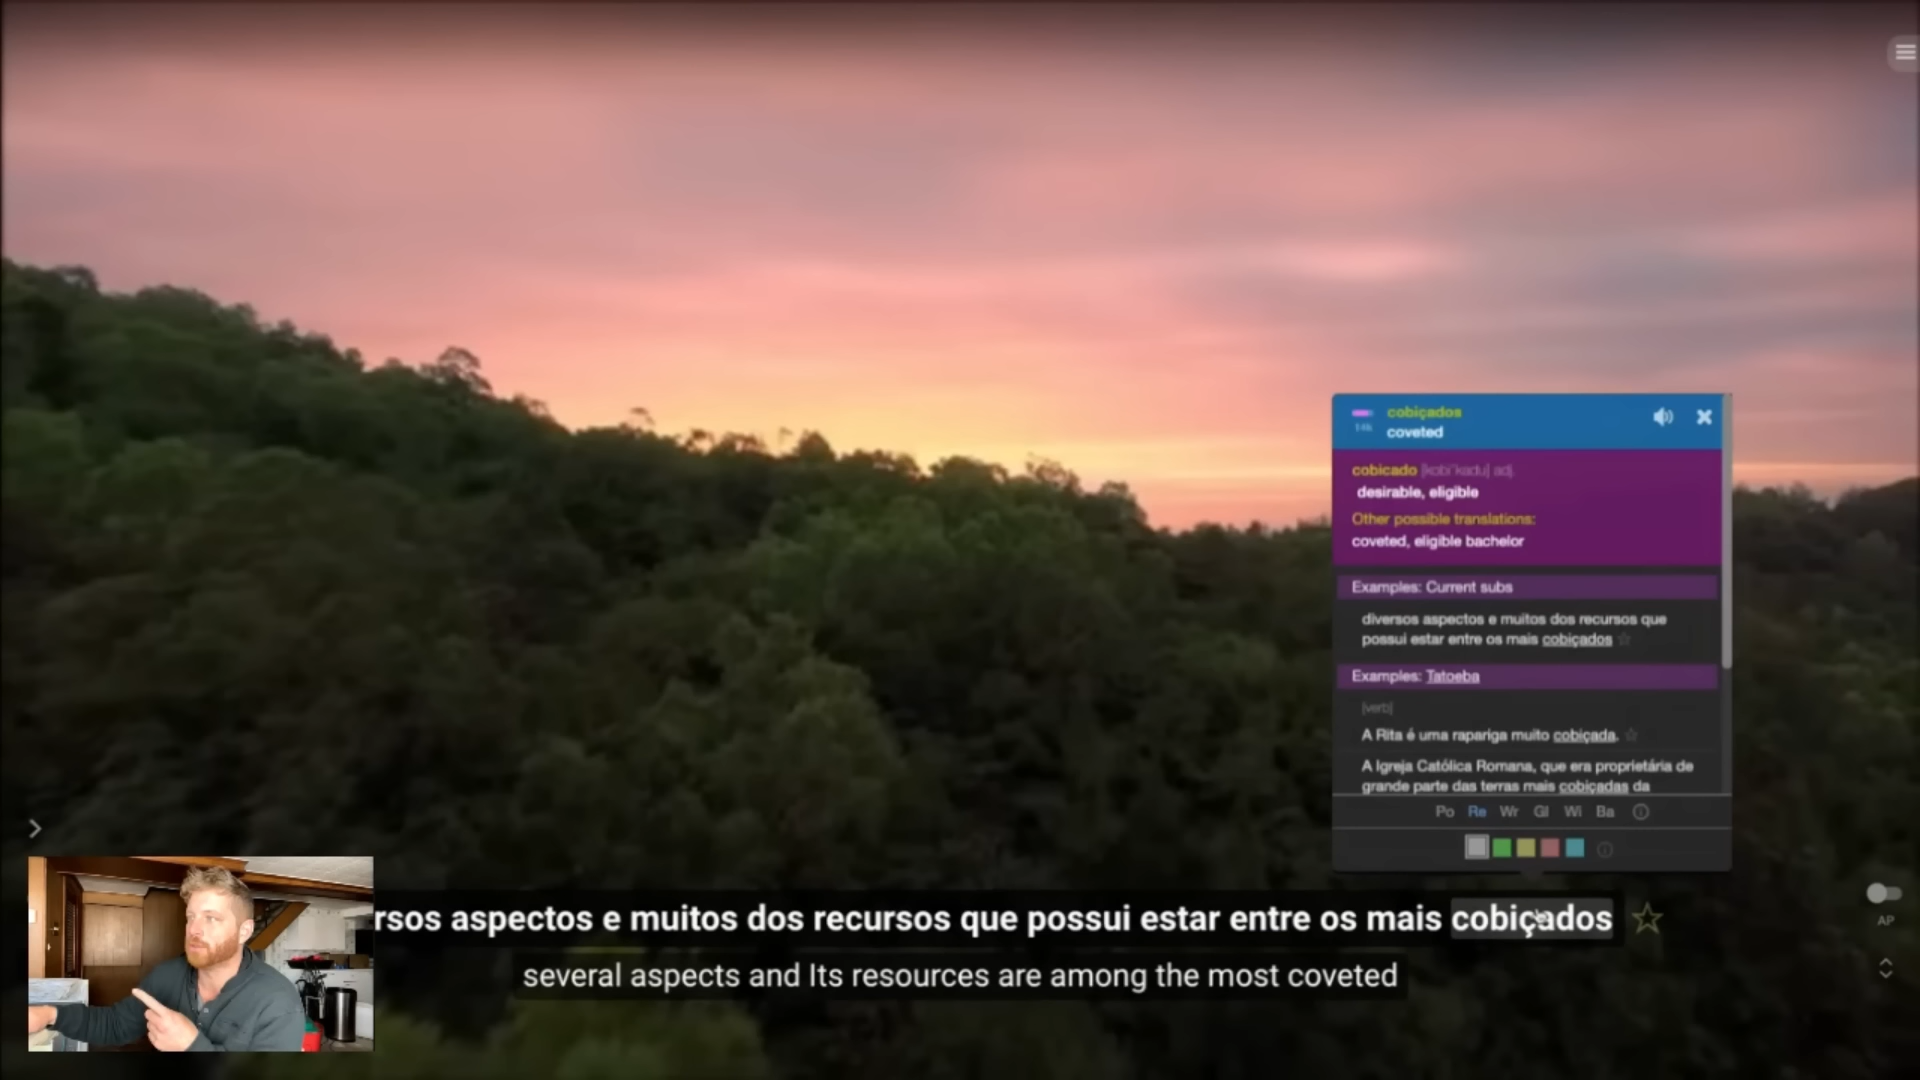 cobiçados
14k
coveted
cobicado [kobi'kadu] adj.
desirable, eligible
Other possible translations:
coveted, eligible bachelor
Examples: Current subs
diversos aspectos e muitos dos recursos que
possui estar entre os mais cobiçados
Examples: Tatoeba
[verb]
A Rita é uma rapariga muito cobiçada.
A Igreja Católica Romana, que era proprietária de
grande parte das terras mais cobiçadas da
Po Re Wr Gl Wi Ba
rsos aspectos e muitos dos recursos que possui estar entre os mais cobiçados
several aspects and Its resources are among the most coveted
AP